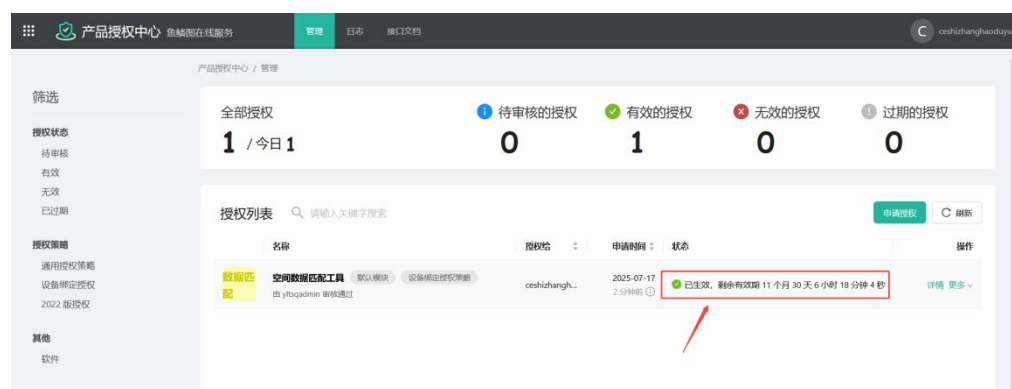 产品授权中心 鱼鳞图在线服务 管理 日志 接口文档 C ceshizhanghaoduyu
产品授权中心 / 管理
筛选
授权状态
待审核
有效
无效
已过期
授权策略
通用授权策略
设备绑定授权
2022 版授权
其他
软件
全部授权 待审核的授权 有效的授权 无效的授权 过期的授权
1 / 今日 1 0 1 0 0
授权列表 请输入关键字搜索 申请授权 刷新
名称 授权给 申请时间 状态 操作
数据匹配 空间数据匹配工具 默认模块 设备绑定授权策略 ceshizhangh... 2025-07-17 已生效，剩余有效期 11 个月 30 天 6 小时 18 分钟 4 秒 详情 更多
由 yltsqadmin 审核通过 2 分钟前